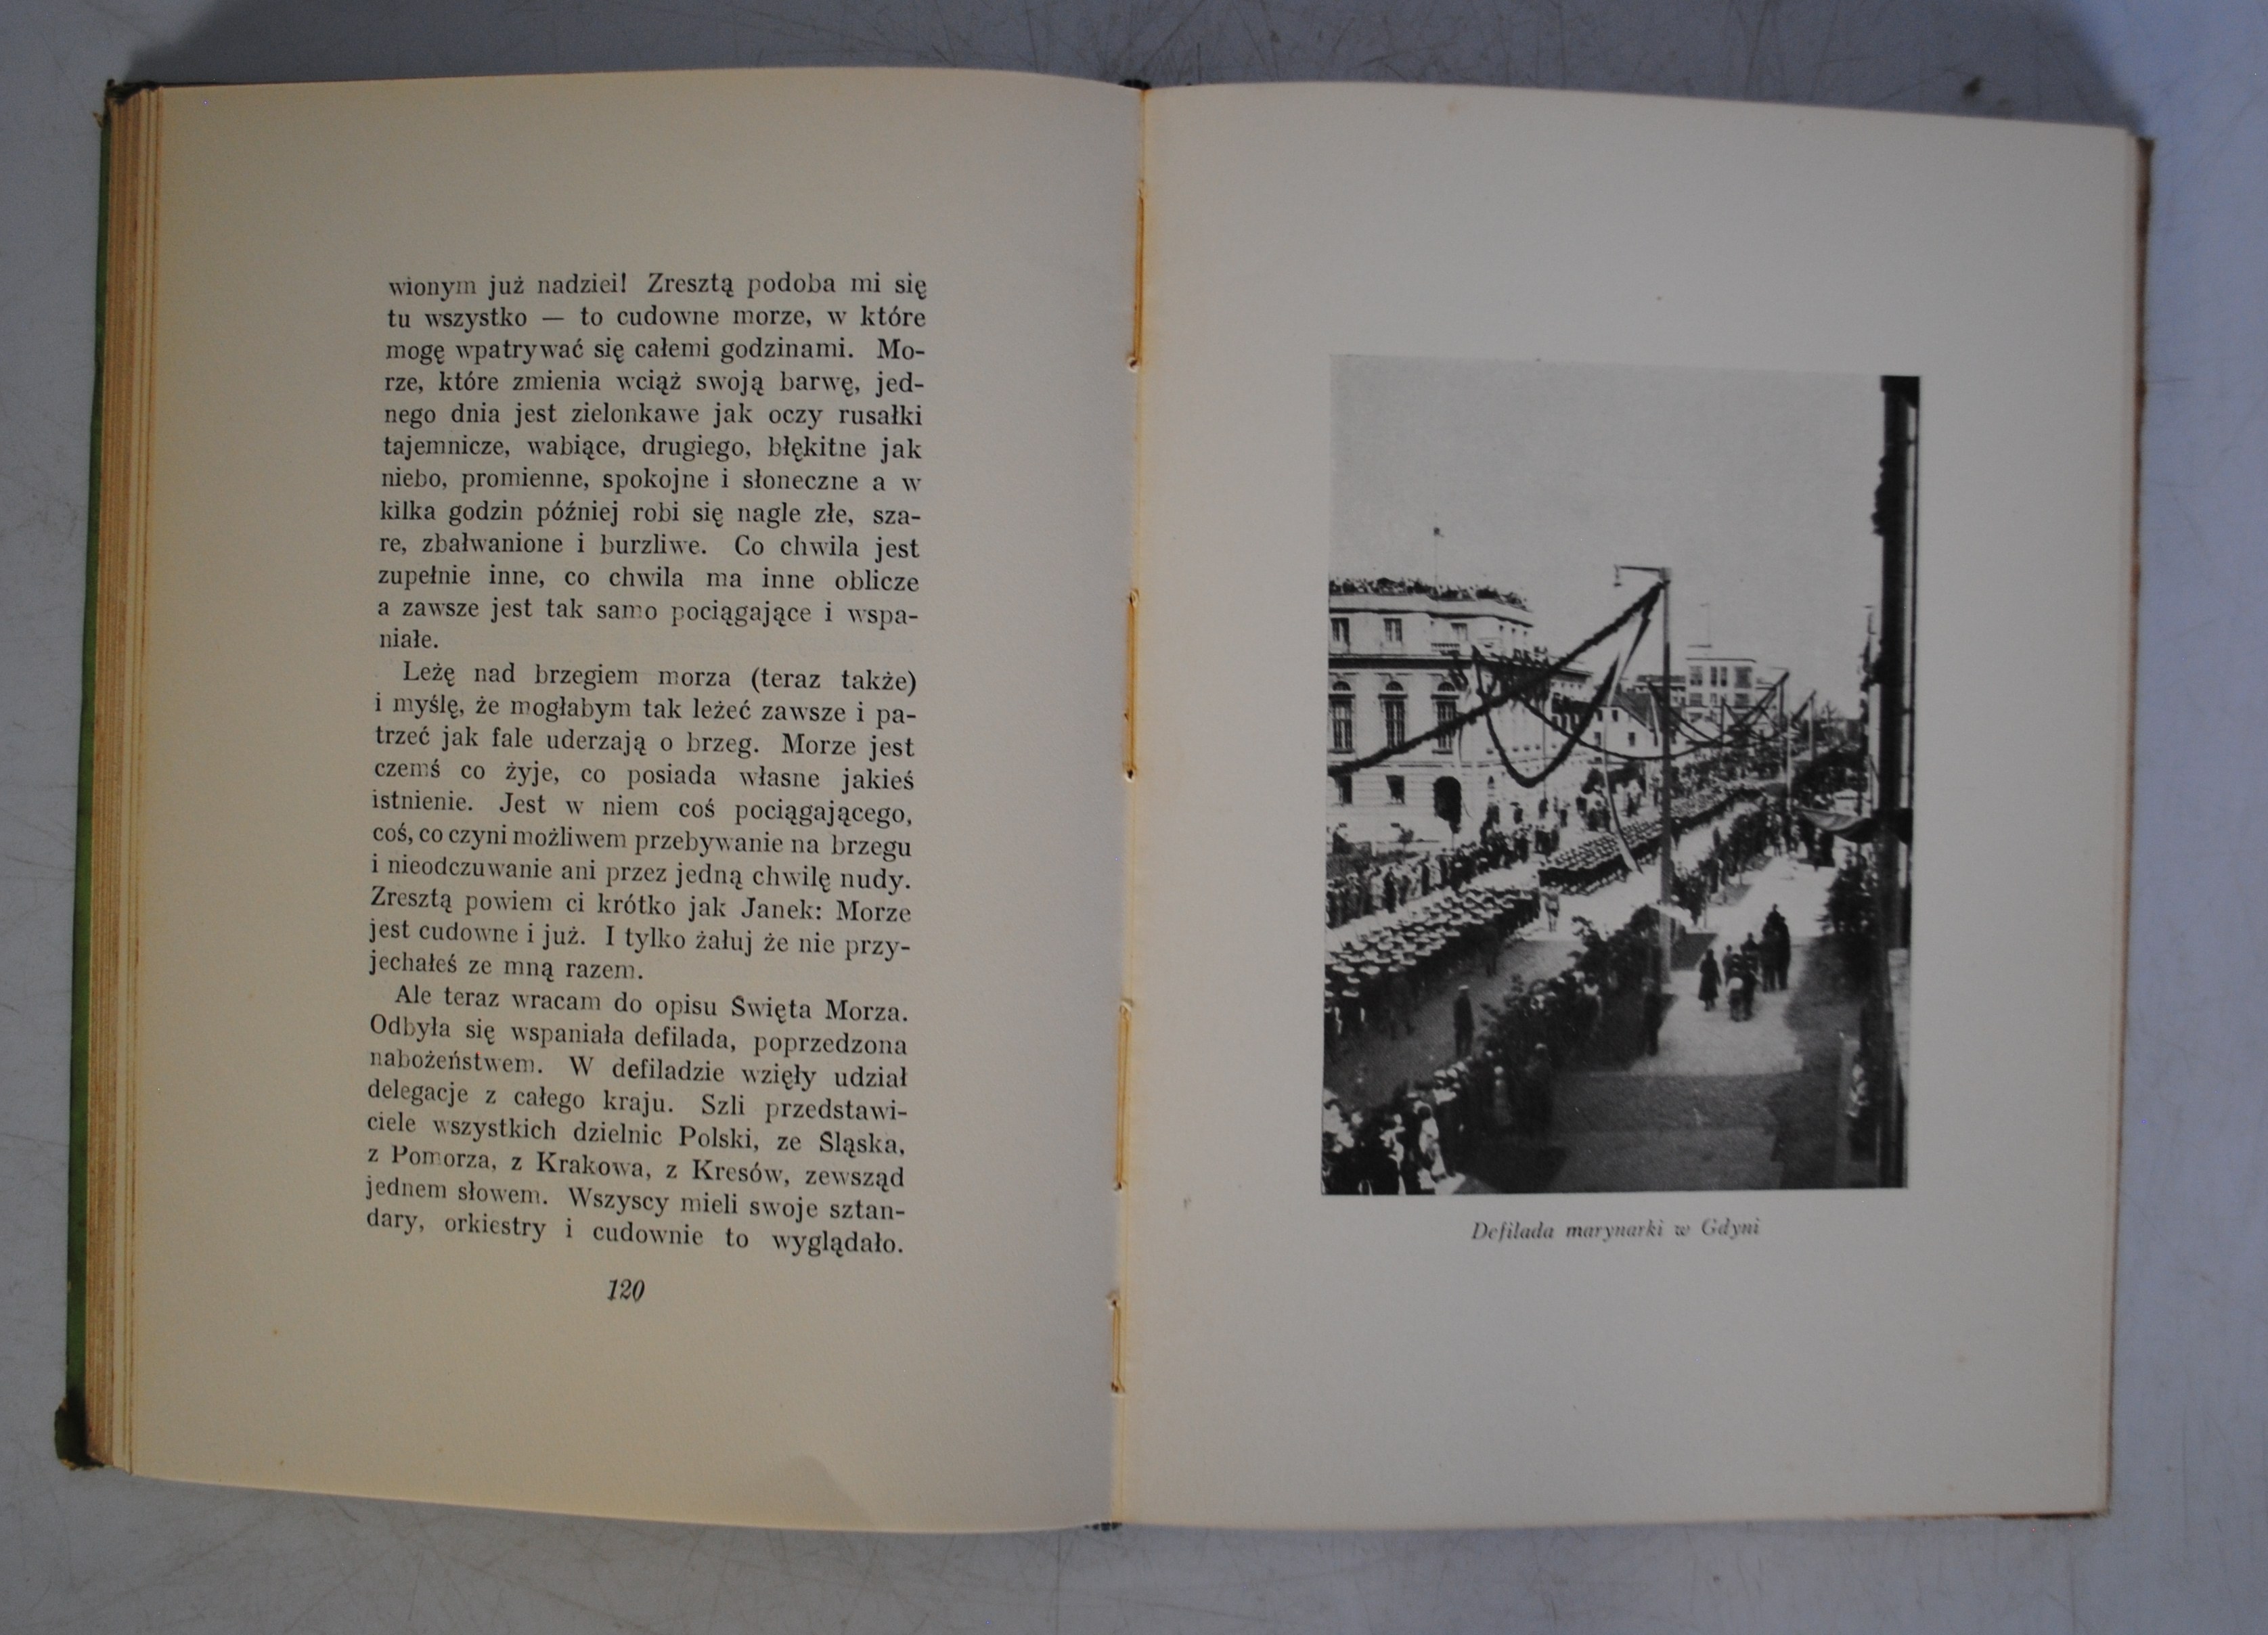 wionym już nadziei! Zresztą podoba mi się
tu wszystko — to cudowne morze, w które
mogę wpatrywać się całemi godzinami. Mo-
rze, które zmienia wciąż swoją barwę, jed-
nego dnia jest zielonkawe jak oczy rusałki
tajemnicze, wabiące, drugiego, błękitne jak
niebo, promienne, spokojne i słoneczne a w
kilka godzin później robi się nagle złe, sza-
re, zbałwanione i burzliwe. Co chwila jest
zupełnie inne, co chwila ma inne oblicze
a zawsze jest tak samo pociągające i wspa-
niałe.
Leżę nad brzegiem morza (teraz także)
i myślę, że mogłabym tak leżeć zawsze i pa-
trzeć jak fale uderzają o brzeg. Morze jest
czemś co żyje, co posiada własne jakieś
istnienie. Jest w niem coś pociągającego,
coś, co czyni możliwem przebywanie na brzegu
i nieodczuwanie ani przez jedną chwilę nudy.
Zresztą powiem ci krótko jak Janek: Morze
jest cudowne i już. I tylko żałuj że nie przy-
jechałeś ze mną razem.
Ale teraz wracam do opisu Święta Morza.
Odbyła się wspaniała defilada, poprzedzona
nabożeństwem. W defiladzie wzięły udział
delegacje z całego kraju. Szli przedstawi-
ciele wszystkich dzielnic Polski, ze Śląska,
z Pomorza, z Krakowa, z Kresów, zewsząd
jednem słowem. Wszyscy mieli swoje sztan-
dary, orkiestry i cudownie to wyglądało.
120
Defilada marynarki w Gdyni